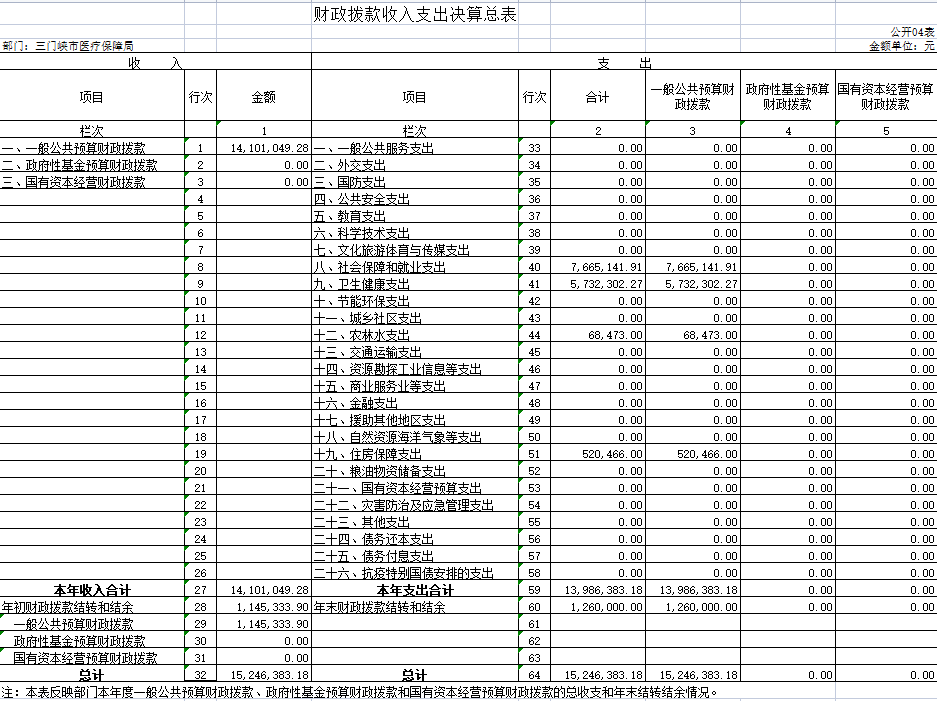 财政拨款收入支出决算总表
公开04表
部门：三门峡市医疗保障局 金额单位：元
收 入 支 出
项目 行次 金额 项目 行次 合计 一般公共预算财政拨款 政府性基金预算财政拨款 国有资本经营预算财政拨款
栏次 1 栏次 2 3 4 5
一、一般公共预算财政拨款 1 14,101,049.28 一、一般公共服务支出 33 0.00 0.00 0.00 0.00
二、政府性基金预算财政拨款 2 0.00 二、外交支出 34 0.00 0.00 0.00 0.00
三、国有资本经营财政拨款 3 0.00 三、国防支出 35 0.00 0.00 0.00 0.00
4 四、公共安全支出 36 0.00 0.00 0.00 0.00
5 五、教育支出 37 0.00 0.00 0.00 0.00
6 六、科学技术支出 38 0.00 0.00 0.00 0.00
7 七、文化旅游体育与传媒支出 39 0.00 0.00 0.00 0.00
8 八、社会保障和就业支出 40 7,665,141.91 7,665,141.91 0.00 0.00
9 九、卫生健康支出 41 5,732,302.27 5,732,302.27 0.00 0.00
10 十、节能环保支出 42 0.00 0.00 0.00 0.00
11 十一、城乡社区支出 43 0.00 0.00 0.00 0.00
12 十二、农林水支出 44 68,473.00 68,473.00 0.00 0.00
13 十三、交通运输支出 45 0.00 0.00 0.00 0.00
14 十四、资源勘探工业信息等支出 46 0.00 0.00 0.00 0.00
15 十五、商业服务业等支出 47 0.00 0.00 0.00 0.00
16 十六、金融支出 48 0.00 0.00 0.00 0.00
17 十七、援助其他地区支出 49 0.00 0.00 0.00 0.00
18 十八、自然资源海洋气象等支出 50 0.00 0.00 0.00 0.00
19 十九、住房保障支出 51 520,466.00 520,466.00 0.00 0.00
20 二十、粮油物资储备支出 52 0.00 0.00 0.00 0.00
21 二十一、国有资本经营预算支出 53 0.00 0.00 0.00 0.00
22 二十二、灾害防治及应急管理支出 54 0.00 0.00 0.00 0.00
23 二十三、其他支出 55 0.00 0.00 0.00 0.00
24 二十四、债务还本支出 56 0.00 0.00 0.00 0.00
25 二十五、债务付息支出 57 0.00 0.00 0.00 0.00
26 二十六、抗疫特别国债安排的支出 58 0.00 0.00 0.00 0.00
本年收入合计 27 14,101,049.28 本年支出合计 59 13,986,383.18 13,986,383.18 0.00 0.00
年初财政拨款结转和结余 28 1,145,333.90 年末财政拨款结转和结余 60 1,260,000.00 1,260,000.00 0.00 0.00
一般公共预算财政拨款 29 1,145,333.90 61
政府性基金预算财政拨款 30 0.00 62
国有资本经营预算财政拨款 31 0.00 63
总计 32 15,246,383.18 总计 64 15,246,383.18 15,246,383.18 0.00 0.00
注：本表反映部门本年度一般公共预算财政拨款、政府性基金预算财政拨款和国有资本经营预算财政拨款的总收支和年末结转结余情况。